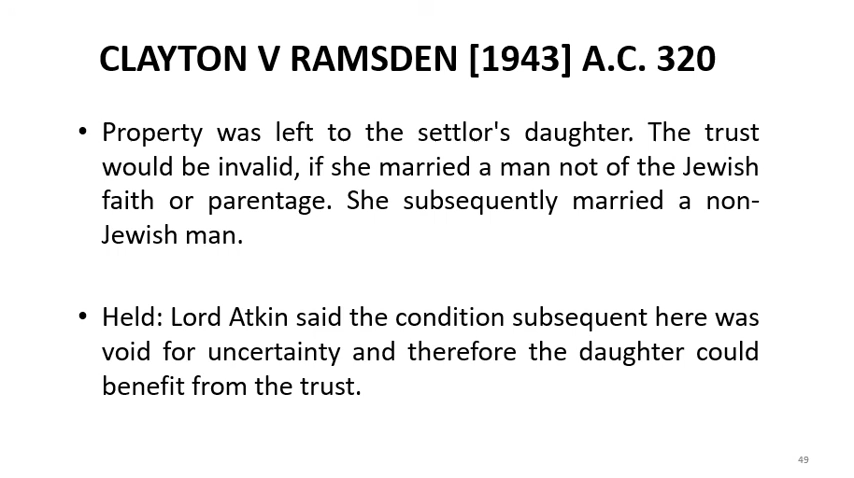 CLAYTON V RAMSDEN [1943] A.C. 320
• Property was left to the settlor's daughter. The trust
would be invalid, if she married a man not of the Jewish
faith or parentage. She subsequently married a non-
Jewish man.
• Held: Lord Atkin said the condition subsequent here was
void for uncertainty and therefore the daughter could
benefit from the trust.
49